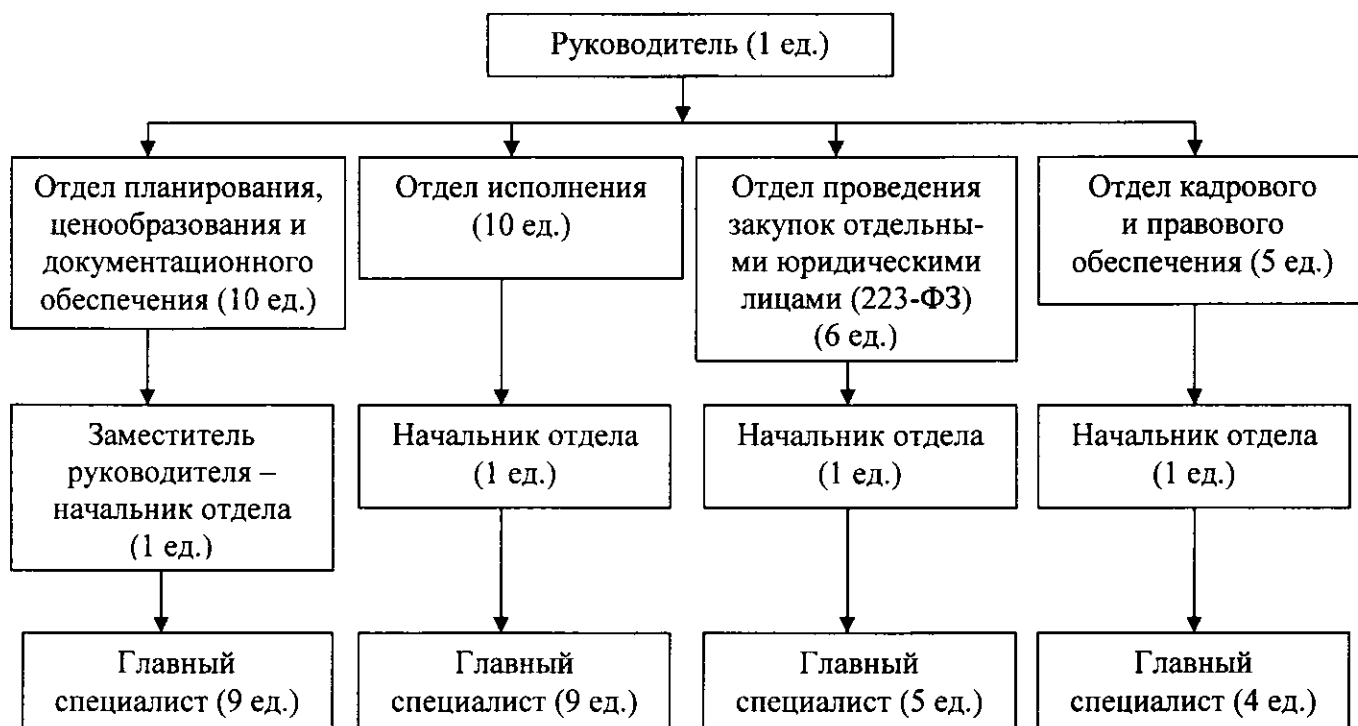 Руководитель (1 ед.)
Отдел планирования,
ценообразования и
документационного
обеспечения (10 ед.)
Отдел исполнения
(10 ед.)
Отдел проведения
закупок отдельны-
ми юридическими
лицами (223-ФЗ)
(6 ед.)
Отдел кадрового
и правового
обеспечения (5 ед.)
Заместитель
руководителя –
начальник отдела
(1 ед.)
Начальник отдела
(1 ед.)
Начальник отдела
(1 ед.)
Начальник отдела
(1 ед.)
Главный
специалист (9 ед.)
Главный
специалист (9 ед.)
Главный
специалист (5 ед.)
Главный
специалист (4 ед.)